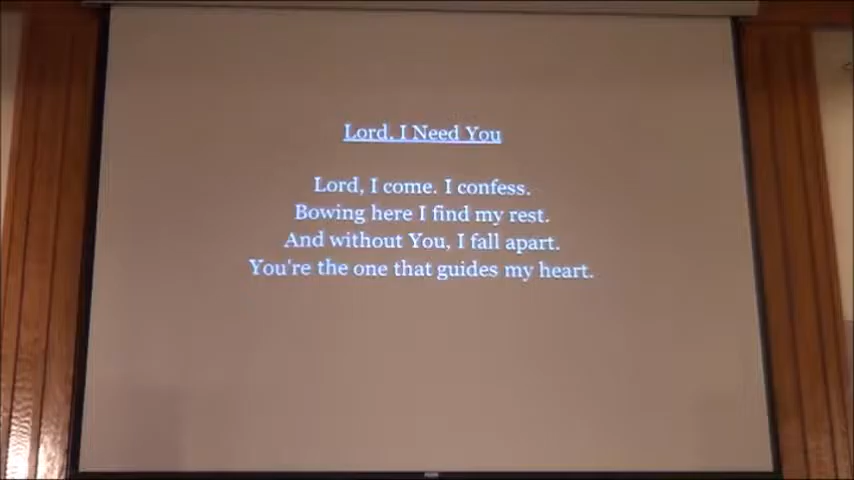 Lord, I Need You
Lord, I come. I confess.
Bowing here I find my rest.
And without You, I fall apart.
You're the one that guides my heart.